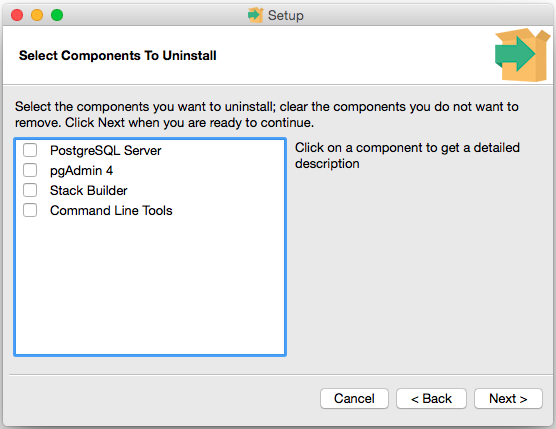 Setup
Select Components To Uninstall
Select the components you want to uninstall; clear the components you do not want to
remove. Click Next when you are ready to continue.
PostgreSQL Server
pgAdmin 4
Stack Builder
Command Line Tools
Click on a component to get a detailed
description
Cancel
< Back
Next >